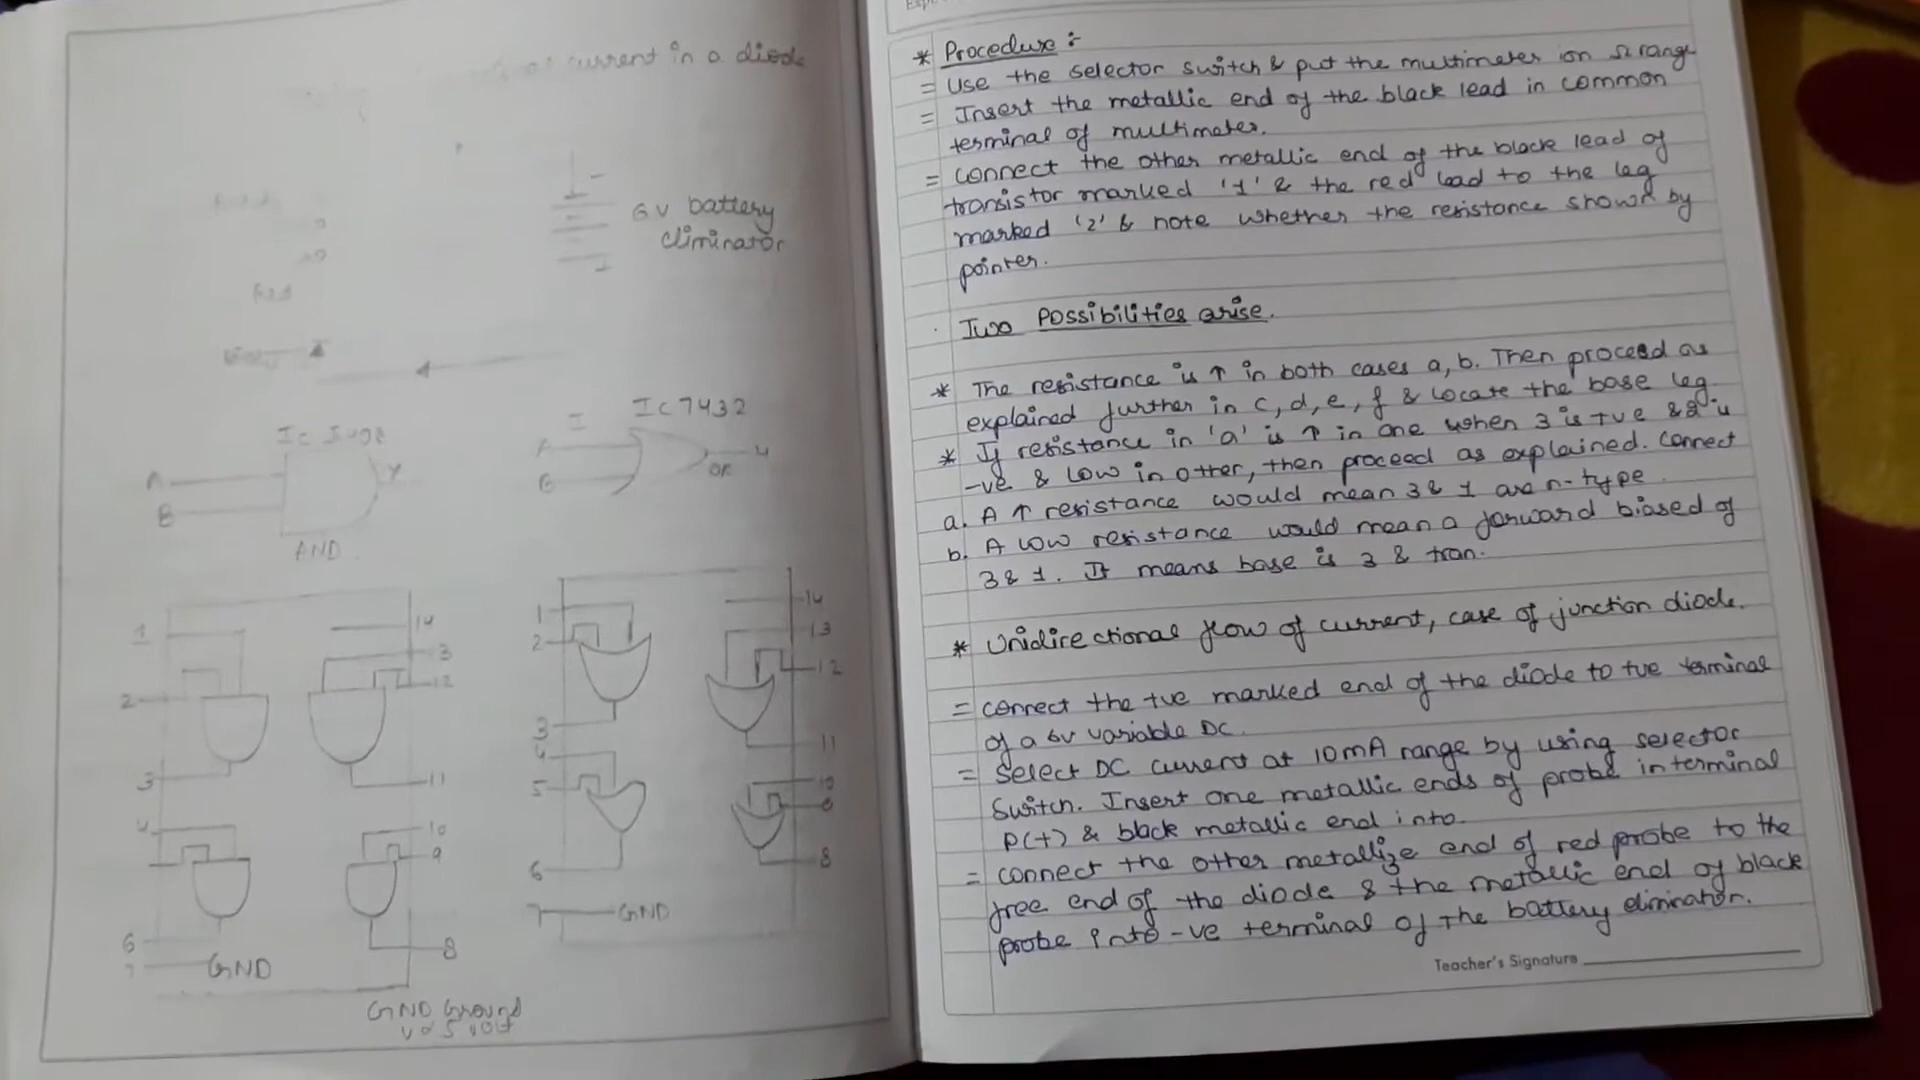 current in a diode
6V battery
eliminator
IC 7432
A
B
Y
AND
OR
1
2
3
4
6
GND
14
3
12
11
10
9
8
1
2
3
4
5
6
7 GND
14
13
12
11
10
8
GND Ground
* Procedure :-
= Use the selector switch & put the multimeter ion Ω range
= Insert the metallic end of the black lead in common
terminal of multimeter.
= connect the other metallic end of the black lead of
transistor marked '1' & the red lead to the leg
marked '2' & note whether the resistance shown by
pointer.
Two Possibilities arise.
* The resistance is ↑ in both cases a, b. Then proceed as
explained further in c, d, e, f & locate the base leg.
* If resistance in 'a' is ↑ in one when 3 is +ve & 2 is
-ve & low in other, then proceed as explained. Connect
a. A ↑ resistance would mean 3 & 1 are n-type.
b. A low resistance would mean a forward biased of
3 & 1. It means base is 3 & tran.
* Unidirectional flow of current, case of junction diode.
= connect the +ve marked end of the diode to +ve terminal
of a 6v variable DC.
= Select DC current at 10mA range by using selector
Switch. Insert one metallic ends of probe in terminal
P(+) & black metallic end into.
= connect the other metallize end of red probe to the
free end of the diode & the metallic end of black
probe into -ve terminal of the battery eliminator.
Teacher's Signature